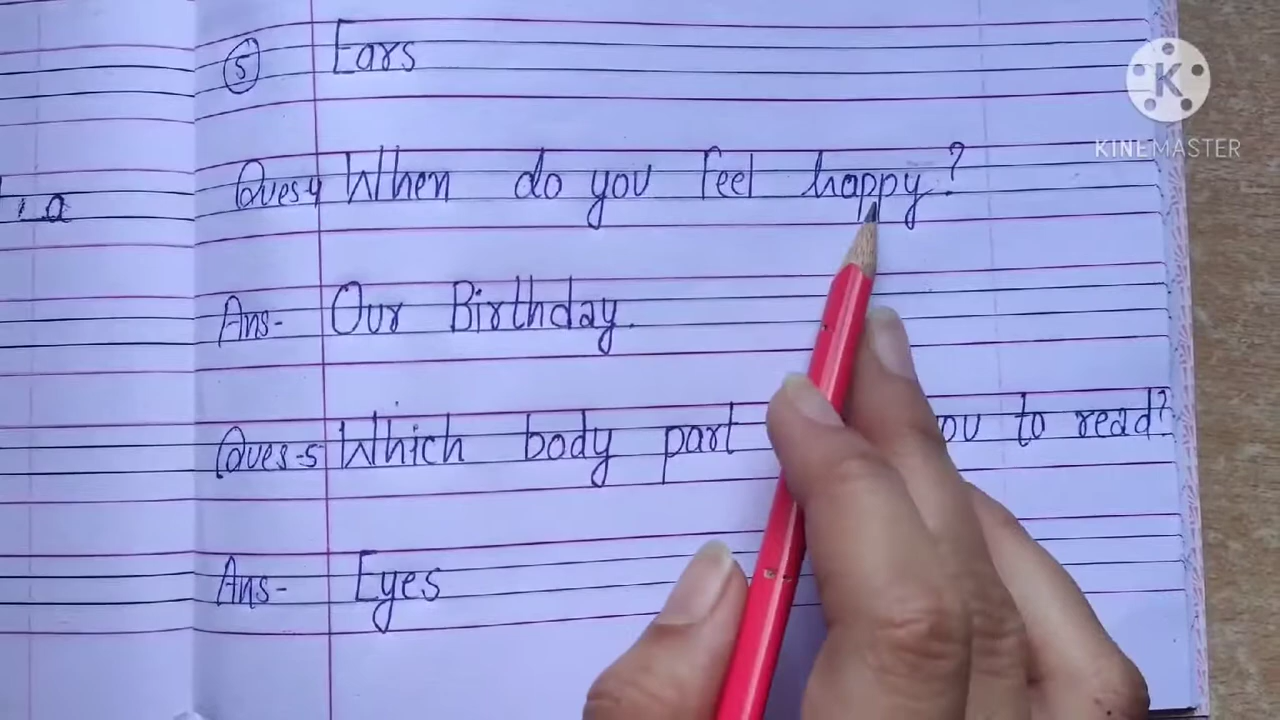 5 Ears
Ques 4 When do you feel happy?
Ans- Our Birthday.
Ques-5 Which body part ou to read?
Ans- Eyes
a
KINEMASTER